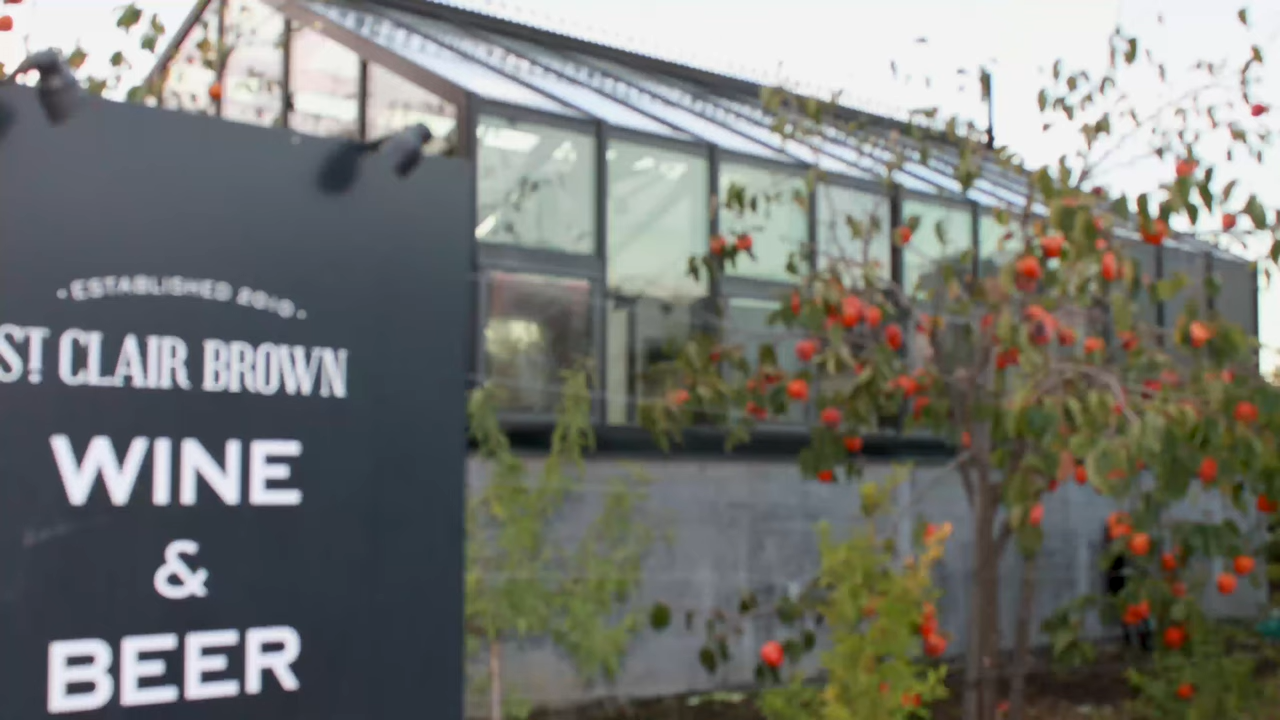 · ESTABLISHED 2010 ·
ST CLAIR BROWN
WINE
&
BEER